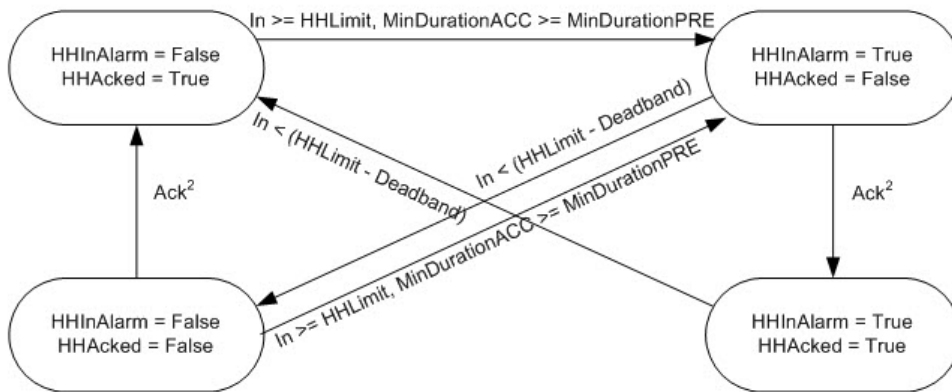 In >= HHLimit, MinDurationACC >= MinDurationPRE
HHInAlarm = False
HHAcked = True
HHInAlarm = True
HHAcked = False
In < (HHLimit - Deadband)
In < (HHLimit - Deadband)
In >= HHLimit, MinDurationACC >= MinDurationPRE
Ack²
Ack²
HHInAlarm = False
HHAcked = False
HHInAlarm = True
HHAcked = True